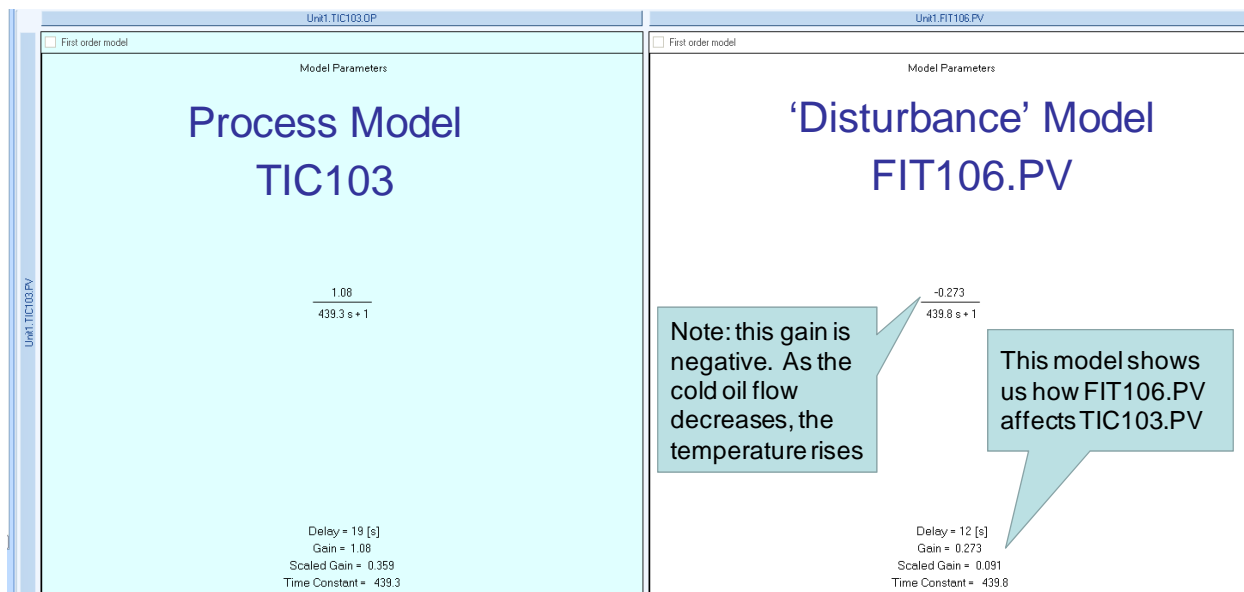 Unit1.TIC103.OP
Unit1.FIT106.PV
Unit1.TIC103.PV
First order model
Model Parameters
Process Model
TIC103
1.08
439.3 s + 1
Delay = 19 [s]
Gain = 1.08
Scaled Gain = 0.359
Time Constant = 439.3
First order model
Model Parameters
‘Disturbance’ Model
FIT106.PV
-0.273
439.8 s + 1
Note: this gain is
negative. As the
cold oil flow
decreases, the
temperature rises
This model shows
us how FIT106.PV
affects TIC103.PV
Delay = 12 [s]
Gain = 0.273
Scaled Gain = 0.091
Time Constant = 439.8